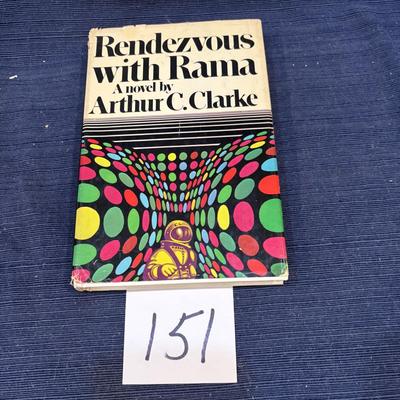 Rendezvous
with Rama
A novel by
Arthur C. Clarke
151